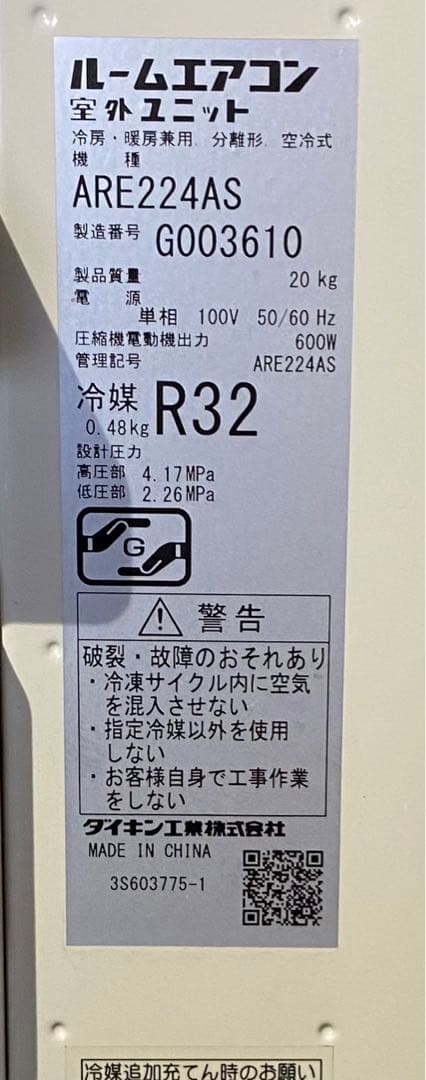 ルームエアコン
室外ユニット
冷房・暖房兼用, 分離形, 空冷式
機 種
ARE224AS
製造番号 G003610
製品質量 20 kg
電 源
単相 100V 50/60 Hz
圧縮機電動機出力 600W
管理記号 ARE224AS
冷媒 R32
0.48kg
設計圧力
高圧部 4.17MPa
低圧部 2.26MPa
G
警告
破裂・故障のおそれあり
・冷凍サイクル内に空気
を混入させない
・指定冷媒以外を使用
しない
・お客様自身で工事作業
をしない
ダイキン工業株式会社
MADE IN CHINA
3S603775-1
冷媒追加充てん時のお願い